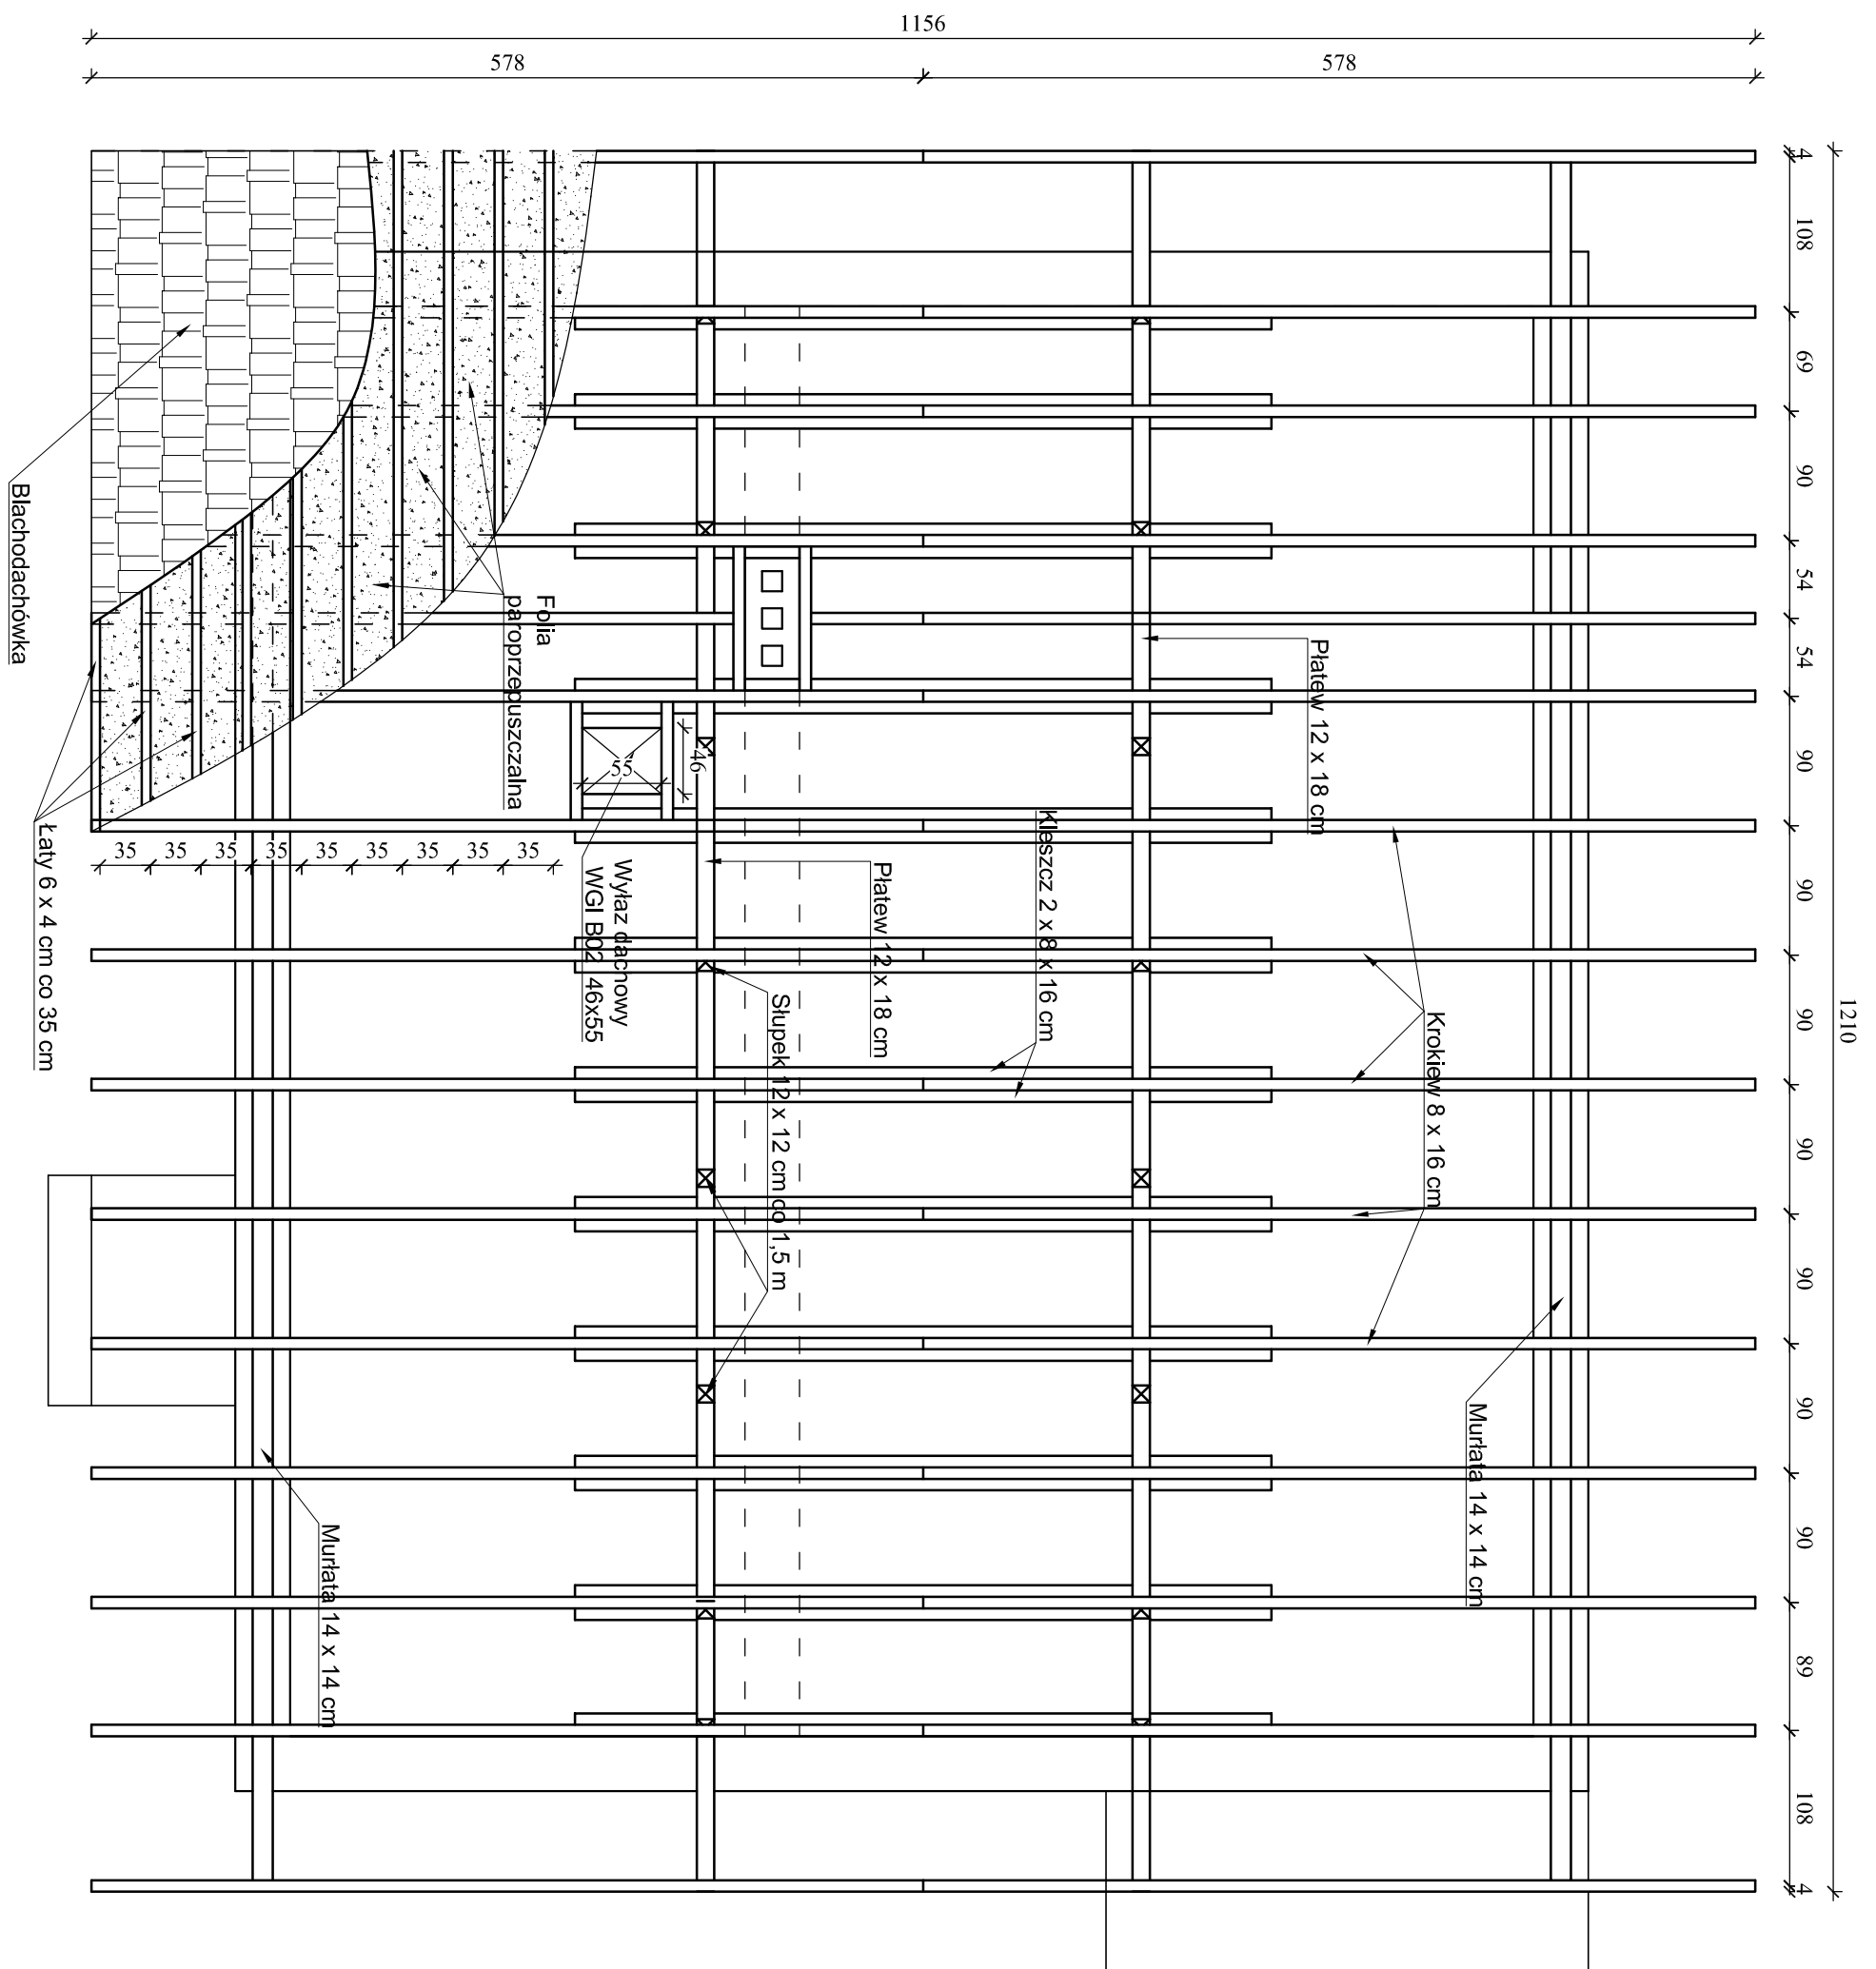 1156
578
578
1210
4
108
69
90
54
54
90
90
90
90
90
90
90
89
108
4
Blachodachówka
Folia
paroprzepuszczalna
Łaty 6 x 4 cm co 35 cm
35
35
35
35
35
35
35
35
35
46
55
Wyłaz dachowy
WGI B02 46x55
Płatew 12 x 18 cm
Płatew 12 x 18 cm
Kleszcz 2 x 8 x 16 cm
Słupek 12 x 12 cm co 1,5 m
Krokiew 8 x 16 cm
Murłata 14 x 14 cm
Murłata 14 x 14 cm